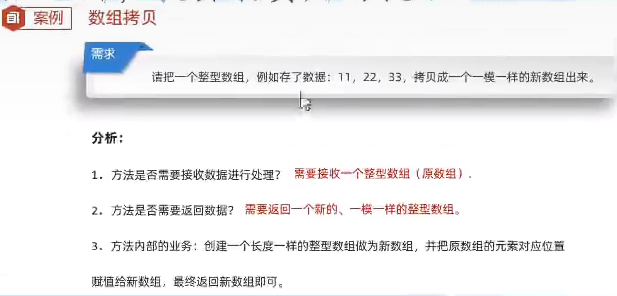 案例 数组拷贝
需求
请把一个整型数组，例如存了数据：11，22，33，拷贝成一个一模一样的新数组出来。
分析：
1. 方法是否需要接收数据进行处理？ 需要接收一个整型数组（原数组）.
2. 方法是否需要返回数据？ 需要返回一个新的、一模一样的整型数组。
3. 方法内部的业务：创建一个长度一样的整型数组做为新数组，并把原数组的元素对应位置
赋值给新数组，最终返回新数组即可。